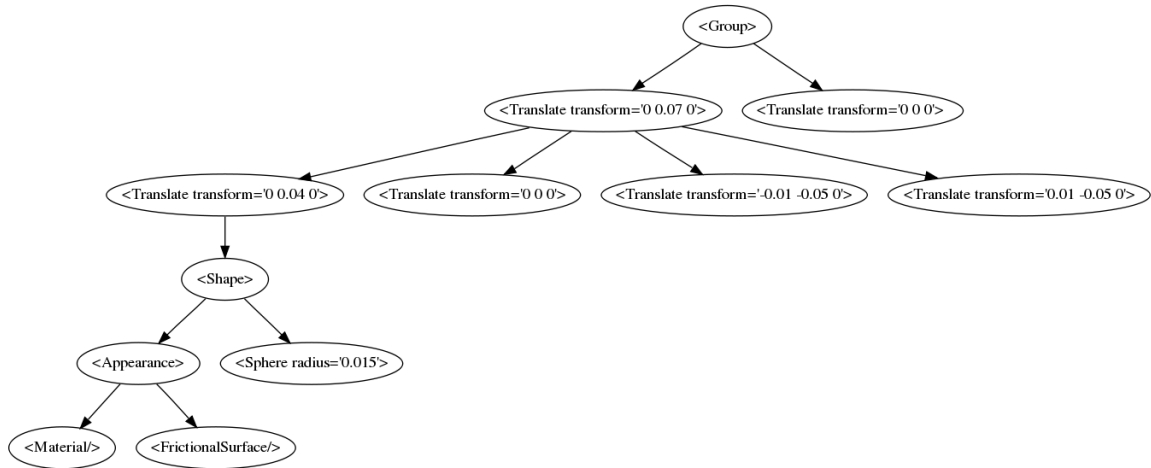 <Group>
<Translate transform='0 0.07 0'>
<Translate transform='0 0 0'>
<Translate transform='0 0.04 0'>
<Translate transform='0 0 0'>
<Translate transform='-0.01 -0.05 0'>
<Translate transform='0.01 -0.05 0'>
<Shape>
<Appearance>
<Sphere radius='0.015'>
<Material/>
<FrictionalSurface/>